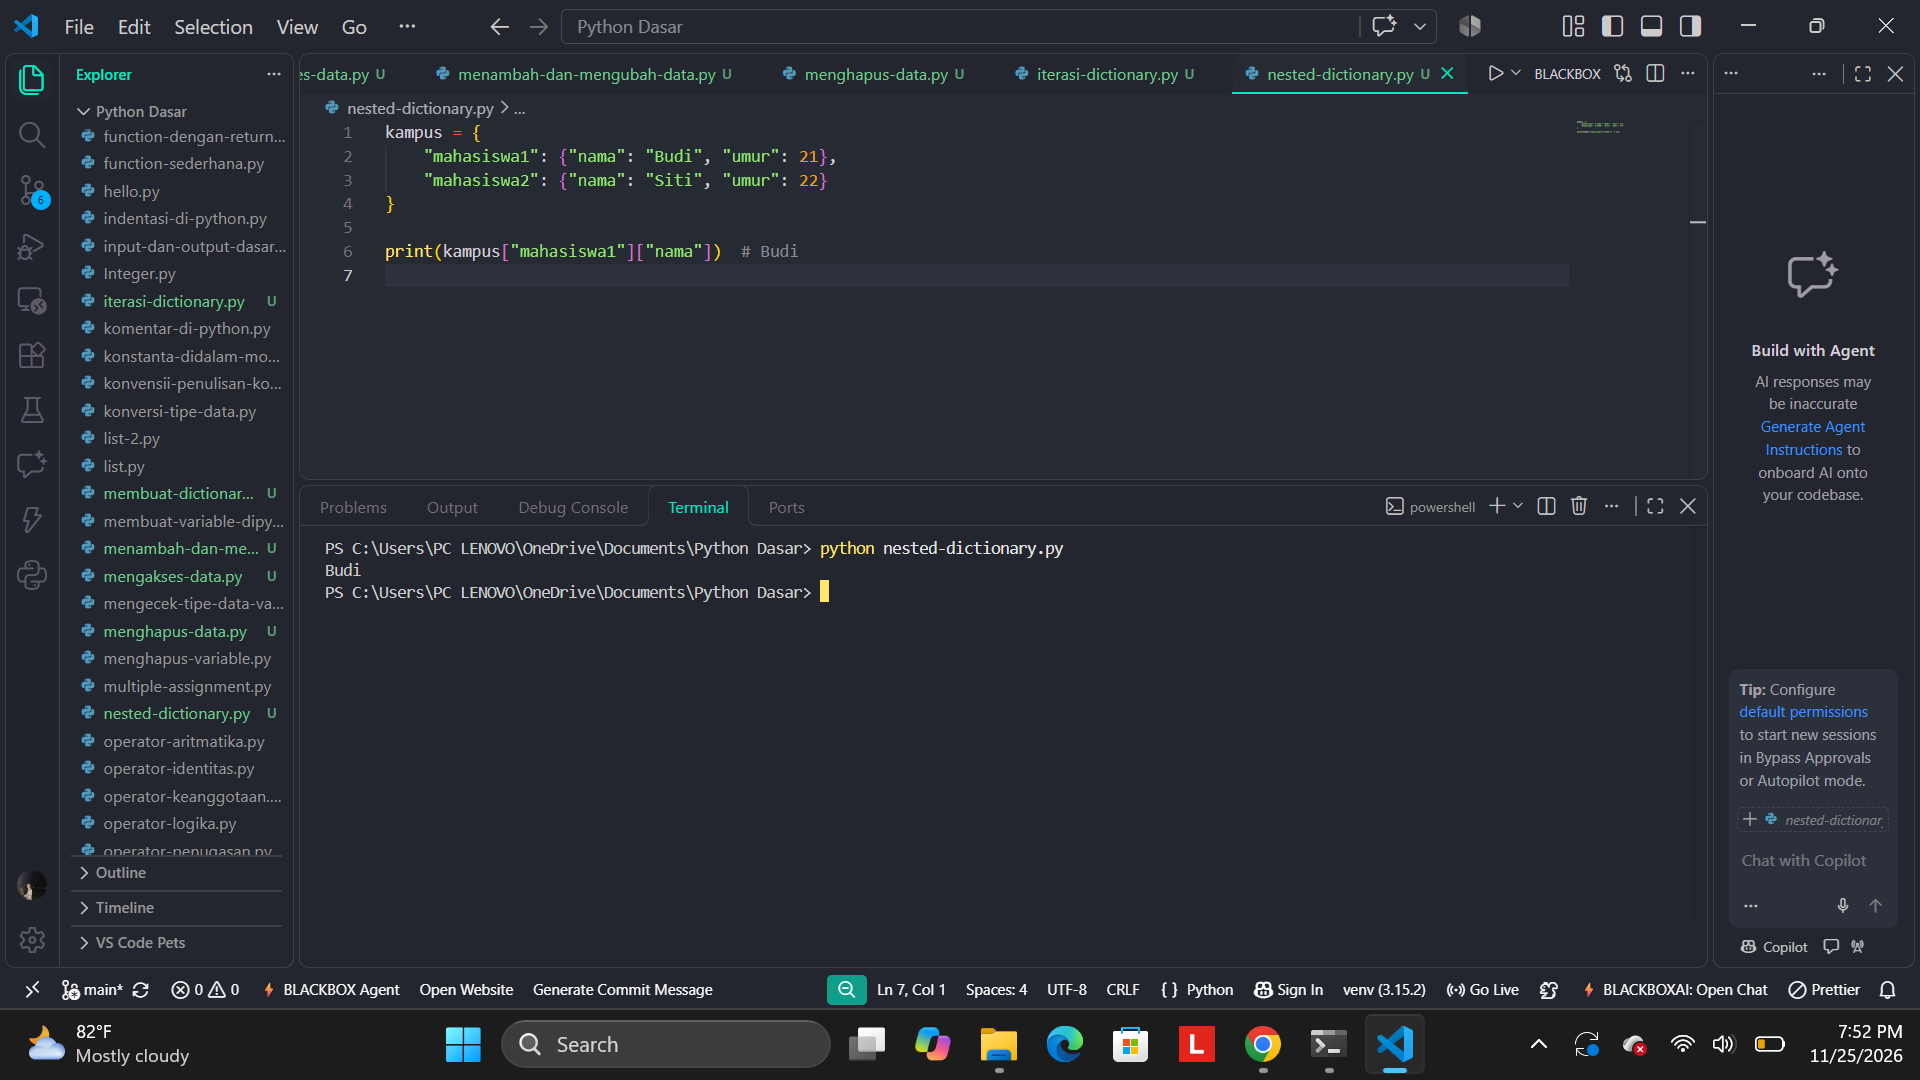 File Edit Selection View Go
Python Dasar
Explorer
Python Dasar
function-dengan-return...
function-sederhana.py
hello.py
indentasi-di-python.py
input-dan-output-dasar...
Integer.py
iterasi-dictionary.py U
komentar-di-python.py
konstanta-didalam-mo...
konvensii-penulisan-ko...
konversi-tipe-data.py
list-2.py
list.py
membuat-dictionar... U
membuat-variable-dipy...
menambah-dan-me... U
mengakses-data.py U
mengecek-tipe-data-va...
menghapus-data.py U
menghapus-variable.py
multiple-assignment.py
nested-dictionary.py U
operator-aritmatika.py
operator-identitas.py
operator-keanggotaan....
operator-logika.py
operator-penugasan.py
Outline
Timeline
VS Code Pets
es-data.py U menambah-dan-mengubah-data.py U menghapus-data.py U iterasi-dictionary.py U nested-dictionary.py U BLACKBOX
nested-dictionary.py > ...
1 kampus = {
2 "mahasiswa1": {"nama": "Budi", "umur": 21},
3 "mahasiswa2": {"nama": "Siti", "umur": 22}
4 }
5
6 print(kampus["mahasiswa1"]["nama"]) # Budi
7
Problems Output Debug Console Terminal Ports powershell
PS C:\Users\PC LENOVO\OneDrive\Documents\Python Dasar> python nested-dictionary.py
Budi
PS C:\Users\PC LENOVO\OneDrive\Documents\Python Dasar>
Build with Agent
AI responses may
be inaccurate
Generate Agent
Instructions to
onboard AI onto
your codebase.
Tip: Configure
default permissions
to start new sessions
in Bypass Approvals
or Autopilot mode.
nested-dictionar
Chat with Copilot
Copilot
6
main* 0 0 BLACKBOX Agent Open Website Generate Commit Message Ln 7, Col 1 Spaces: 4 UTF-8 CRLF { } Python Sign In venv (3.15.2) Go Live BLACKBOXAI: Open Chat Prettier
82°F
Mostly cloudy
Search
L
7:52 PM
11/25/2026